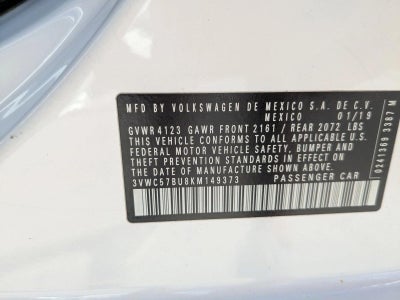 MFD BY VOLKSWAGEN DE MEXICO S.A. DE C.V.
MEXICO 01/19
GVWR 4123 GAWR FRONT 2161 / REAR 2072 LBS
THIS VEHICLE CONFORMS TO ALL APPLICABLE U.S.
FEDERAL MOTOR VEHICLE SAFETY, BUMPER AND
THEFT PREVENTION STANDARDS IN EFFECT ON
THE DATE OF MANUFACTURE SHOWN ABOVE.
3VWC57BU8KM149373 PASSENGER CAR
0241369 3387 M